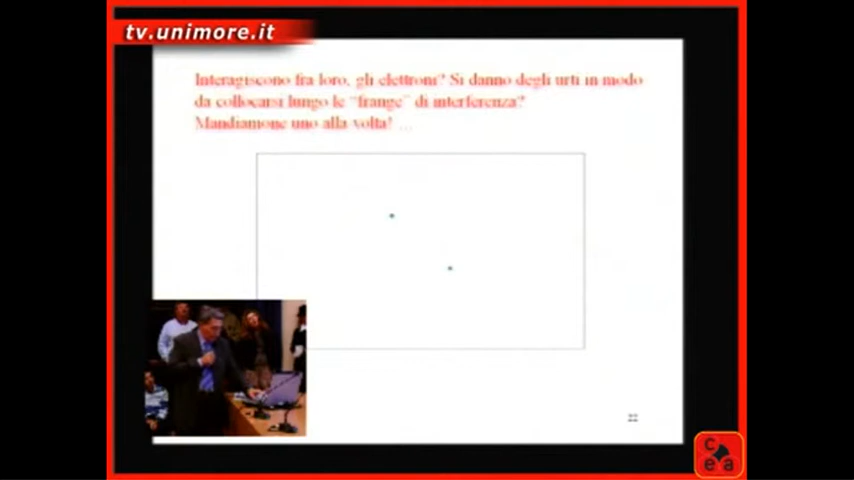 tv.unimore.it
Interagiscono fra loro, gli elettroni? Si danno degli urti in modo
da collocarsi lungo le "frange" di interferenza?
Mandiamone uno alla volta! ...
c
e a